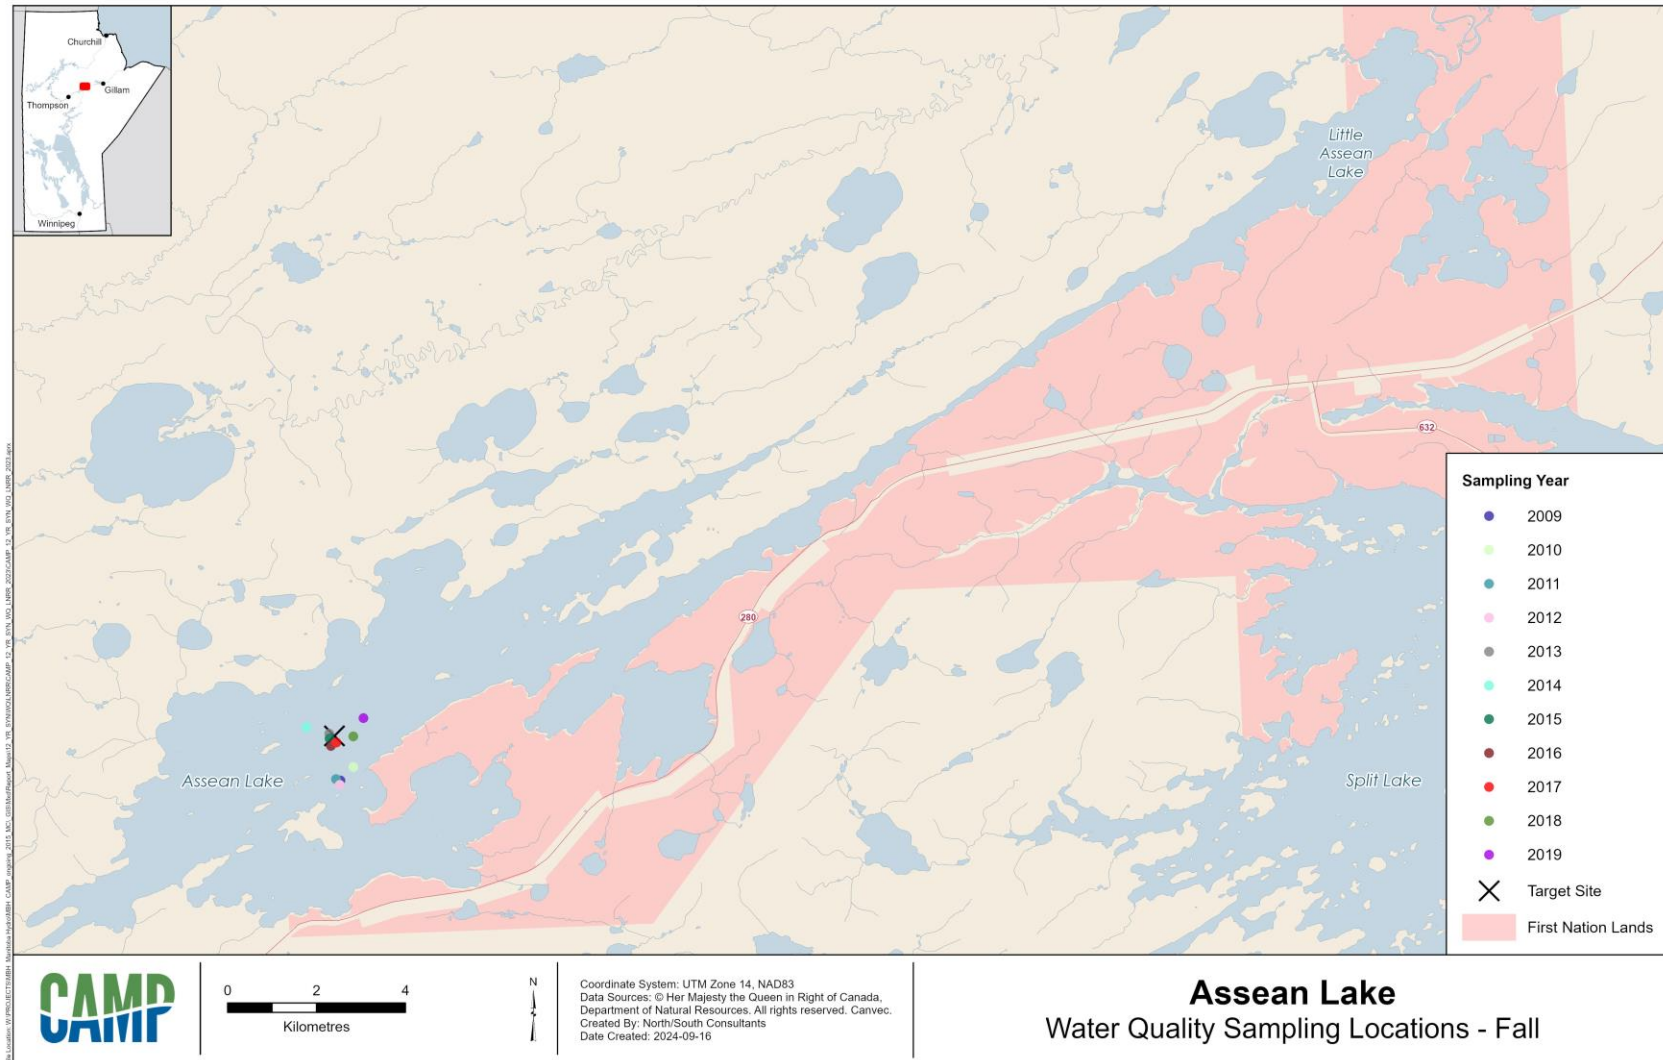 Churchill
Gillam
Thompson
Winnipeg
Little
Assean
Lake
632
280
Assean Lake
Split Lake
Sampling Year
2009
2010
2011
2012
2013
2014
2015
2016
2017
2018
2019
Target Site
First Nation Lands
CAMP
0 2 4
Kilometres
N
Coordinate System: UTM Zone 14, NAD83
Data Sources: © Her Majesty the Queen in Right of Canada,
Department of Natural Resources. All rights reserved. Canvec.
Created By: North/South Consultants
Date Created: 2024-09-16
Assean Lake
Water Quality Sampling Locations - Fall